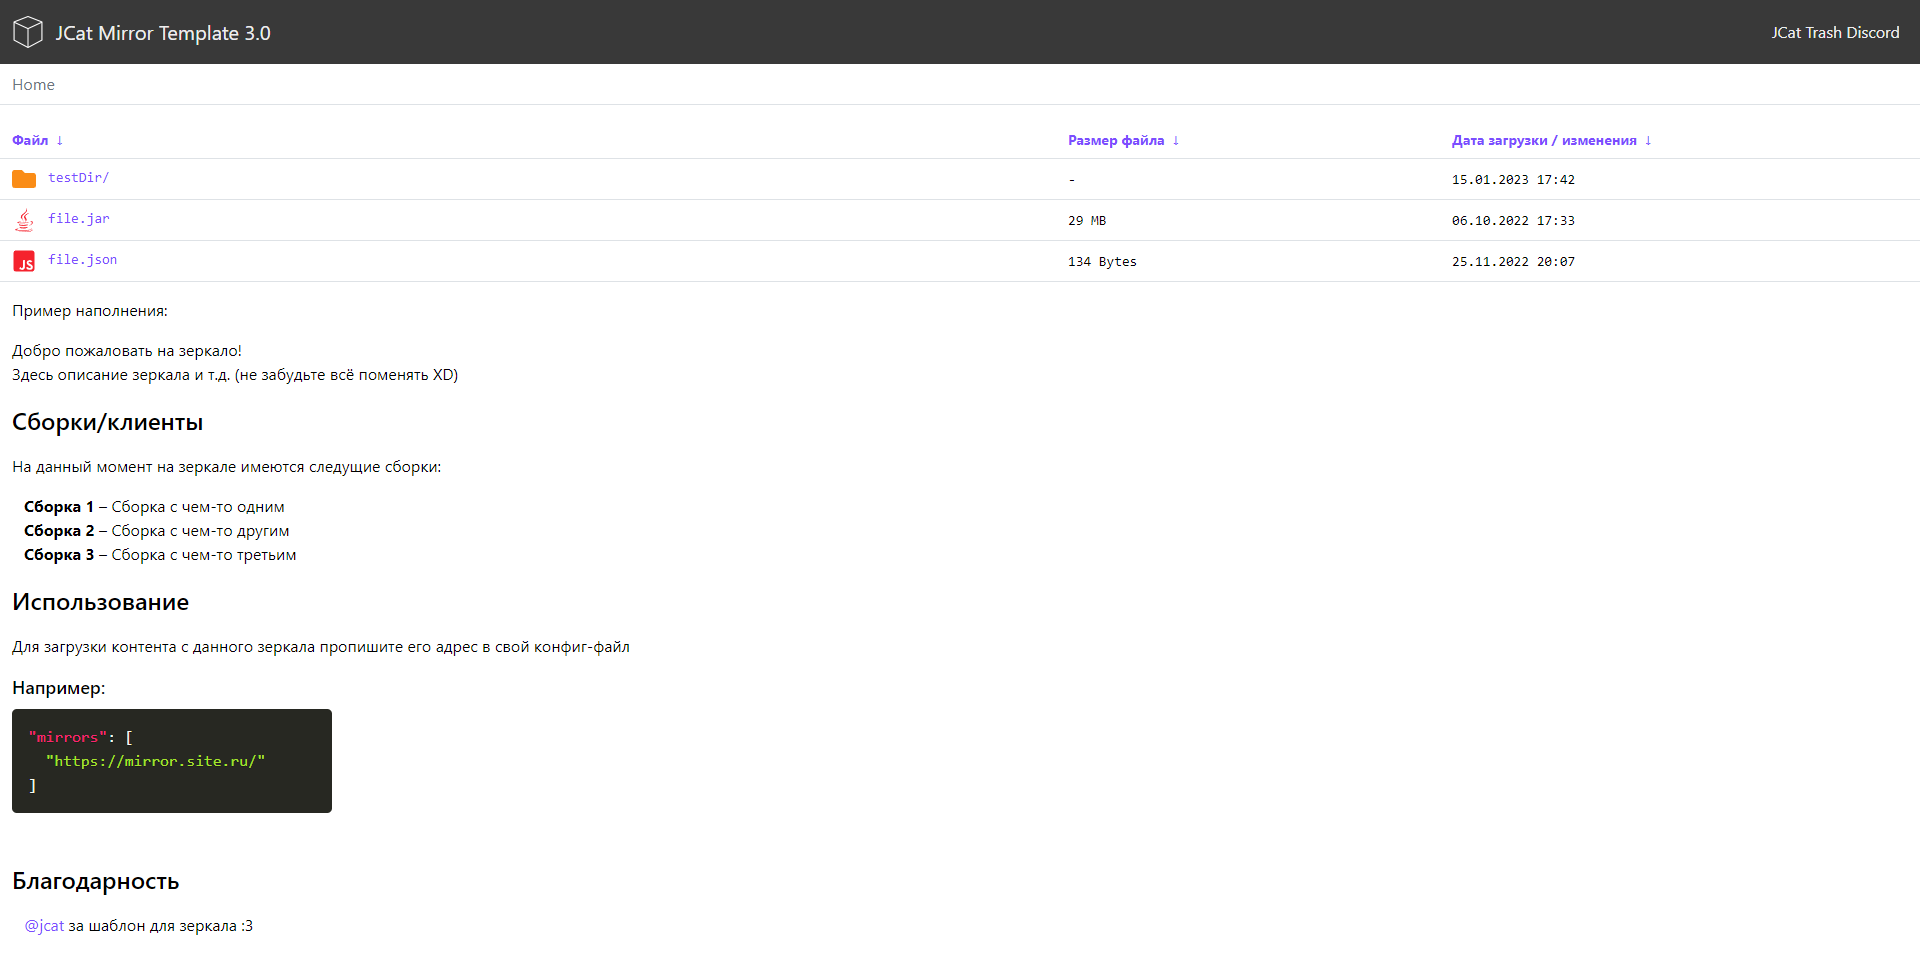 JCat Mirror Template 3.0
JCat Trash Discord
Home
Файл ↓ Размер файла ↓ Дата загрузки / изменения ↓
testDir/ - 15.01.2023 17:42
file.jar 29 MB 06.10.2022 17:33
JS file.json 134 Bytes 25.11.2022 20:07
Пример наполнения:
Добро пожаловать на зеркало!
Здесь описание зеркала и т.д. (не забудьте всё поменять XD)
Сборки/клиенты
На данный момент на зеркале имеются следущие сборки:
Сборка 1 – Сборка с чем-то одним
Сборка 2 – Сборка с чем-то другим
Сборка 3 – Сборка с чем-то третьим
Использование
Для загрузки контента с данного зеркала пропишите его адрес в свой конфиг-файл
Например:
"mirrors": [
"https://mirror.site.ru/"
]
Благодарность
@jcat за шаблон для зеркала :3